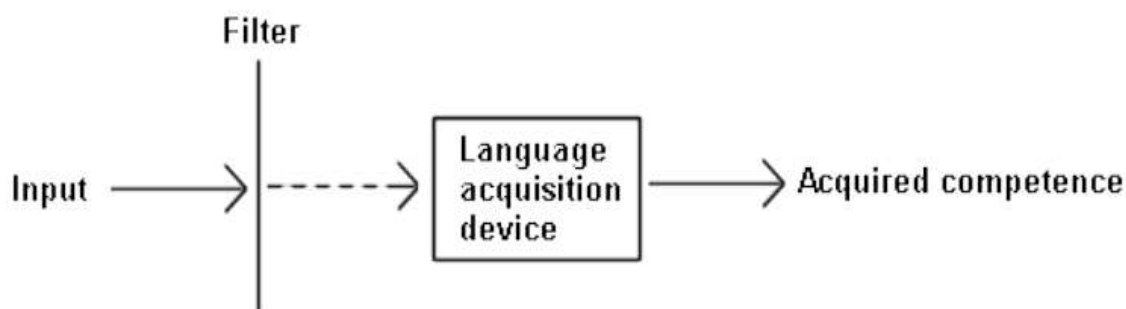 Filter
Input
Language
acquisition
device
Acquired competence